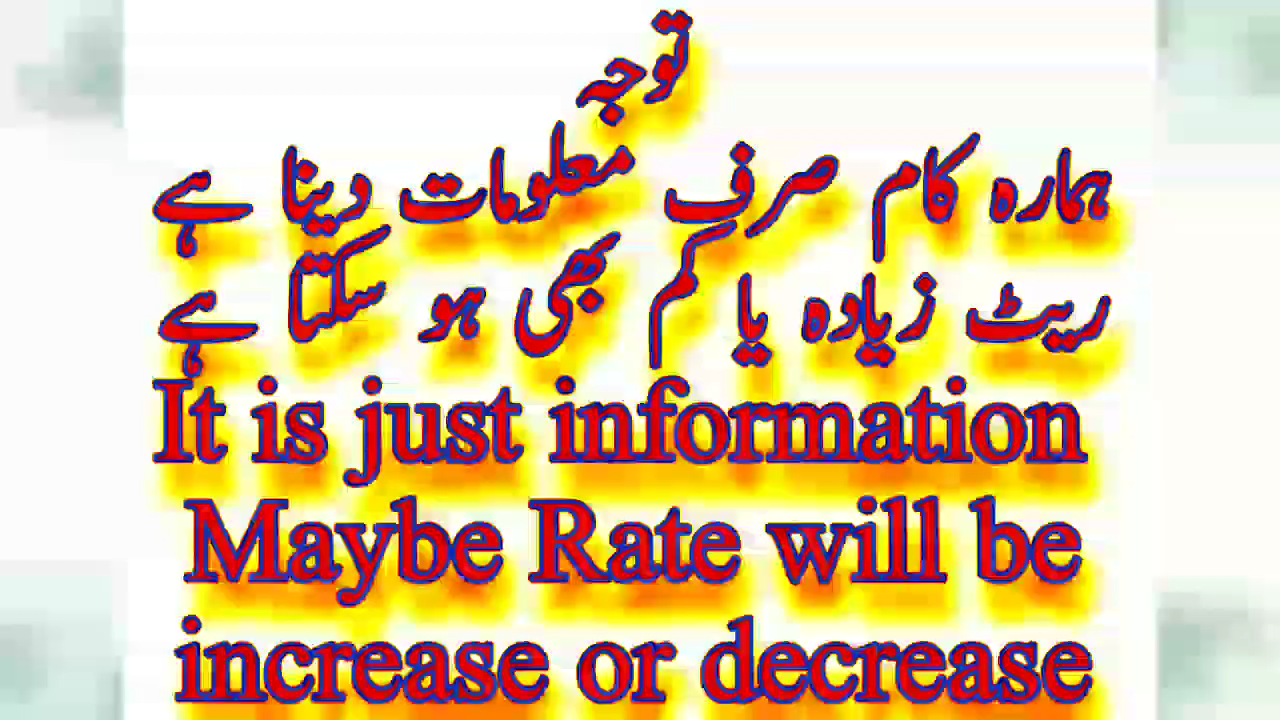 توجہ
ہمارہ کام صرف معلومات دینا ہے
ریٹ زیادہ یا کم بھی ہو سکتا ہے
It is just information
Maybe Rate will be
increase or decrease